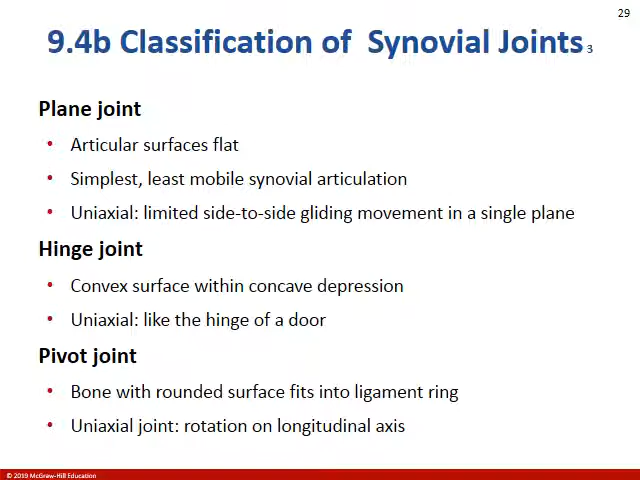 29
9.4b Classification of Synovial Joints 3
Plane joint
• Articular surfaces flat
• Simplest, least mobile synovial articulation
• Uniaxial: limited side-to-side gliding movement in a single plane
Hinge joint
• Convex surface within concave depression
• Uniaxial: like the hinge of a door
Pivot joint
• Bone with rounded surface fits into ligament ring
• Uniaxial joint: rotation on longitudinal axis
© 2019 McGraw-Hill Education